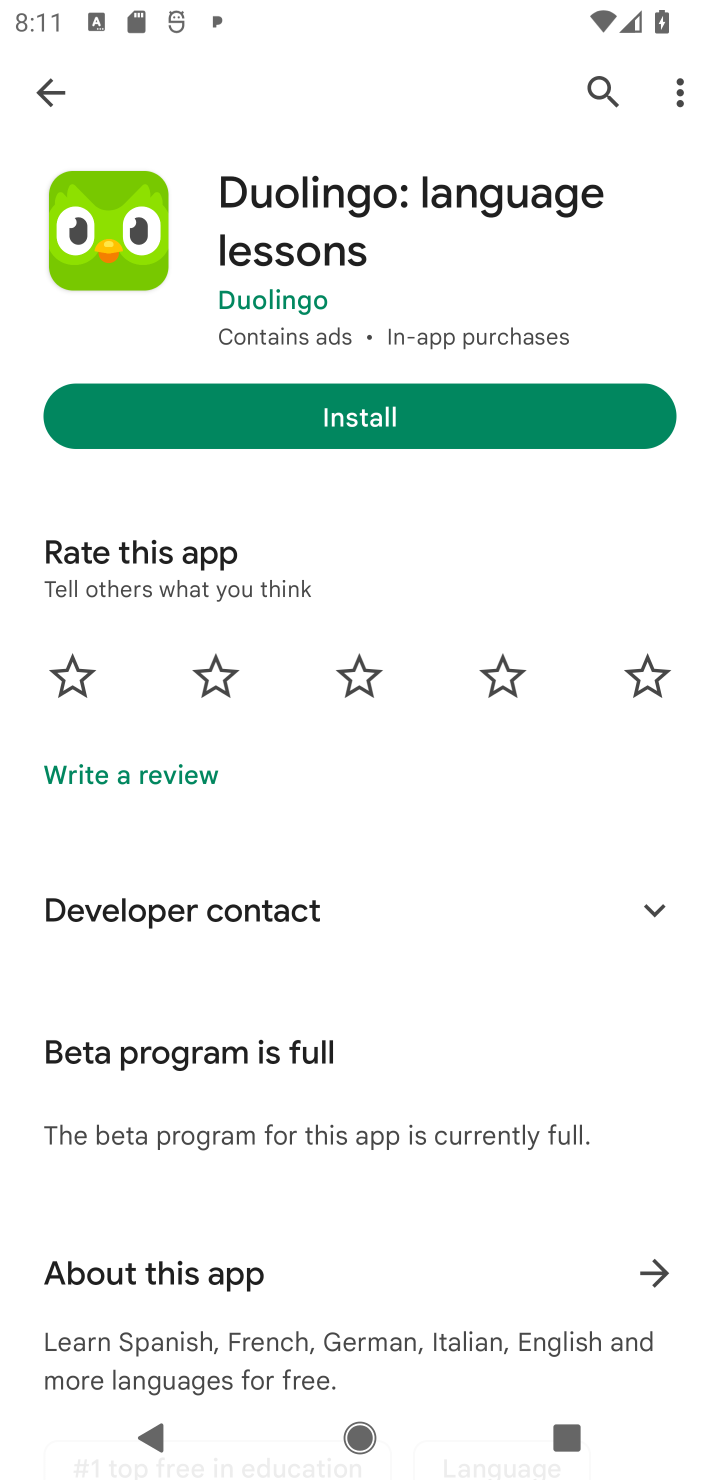 8:11
Duolingo: language
lessons
Duolingo
Contains ads • In-app purchases
Install
Rate this app
Tell others what you think
Write a review
Developer contact
Beta program is full
The beta program for this app is currently full.
About this app
Learn Spanish, French, German, Italian, English and
more languages for free.
#1 top free in education
Language